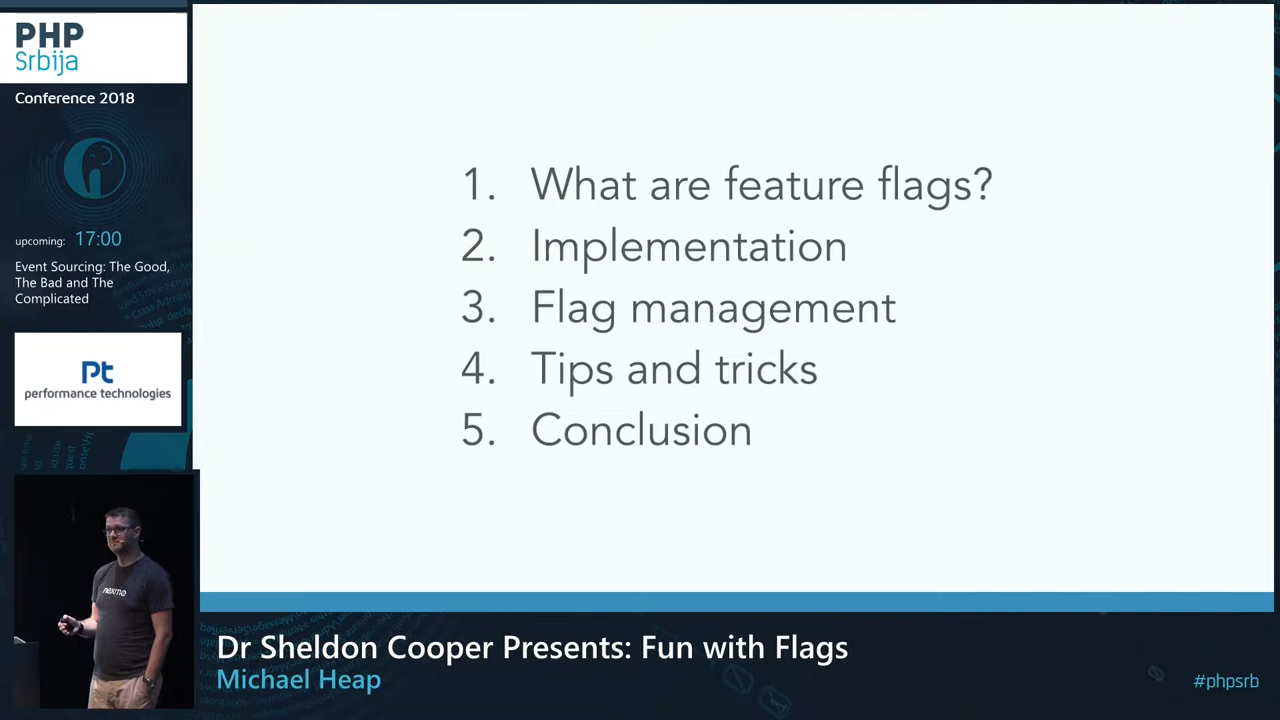 PHP
Srbija
Conference 2018
upcoming: 17:00
Event Sourcing: The Good,
The Bad and The
Complicated
Pt
performance technologies
nexmo
1. What are feature flags?
2. Implementation
3. Flag management
4. Tips and tricks
5. Conclusion
Dr Sheldon Cooper Presents: Fun with Flags
Michael Heap
#phpsrb